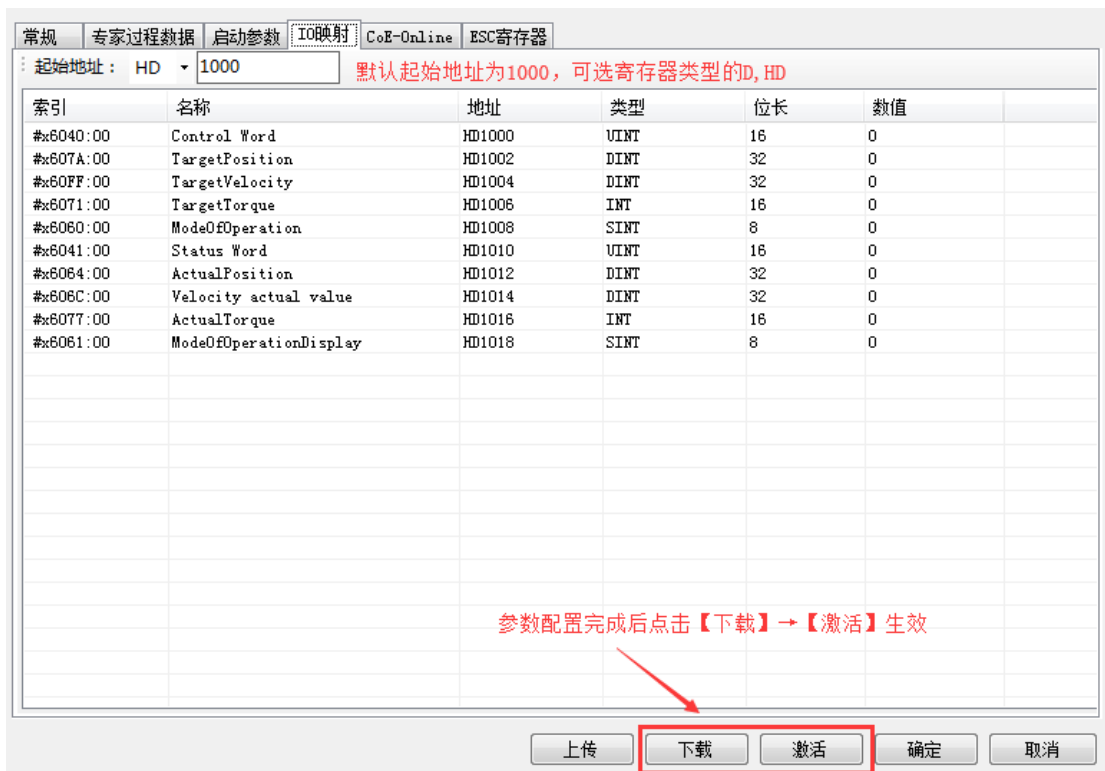 常规 专家过程数据 启动参数 IO映射 CoE-Online ESC寄存器
起始地址： HD 1000 默认起始地址为1000，可选寄存器类型的D,HD
索引 名称 地址 类型 位长 数值
#x6040:00 Control Word HD1000 UINT 16 0
#x607A:00 TargetPosition HD1002 DINT 32 0
#x60FF:00 TargetVelocity HD1004 DINT 32 0
#x6071:00 TargetTorque HD1006 INT 16 0
#x6060:00 ModeOfOperation HD1008 SINT 8 0
#x6041:00 Status Word HD1010 UINT 16 0
#x6064:00 ActualPosition HD1012 DINT 32 0
#x606C:00 Velocity actual value HD1014 DINT 32 0
#x6077:00 ActualTorque HD1016 INT 16 0
#x6061:00 ModeOfOperationDisplay HD1018 SINT 8 0
参数配置完成后点击【下载】→【激活】生效
上传 下载 激活 确定 取消